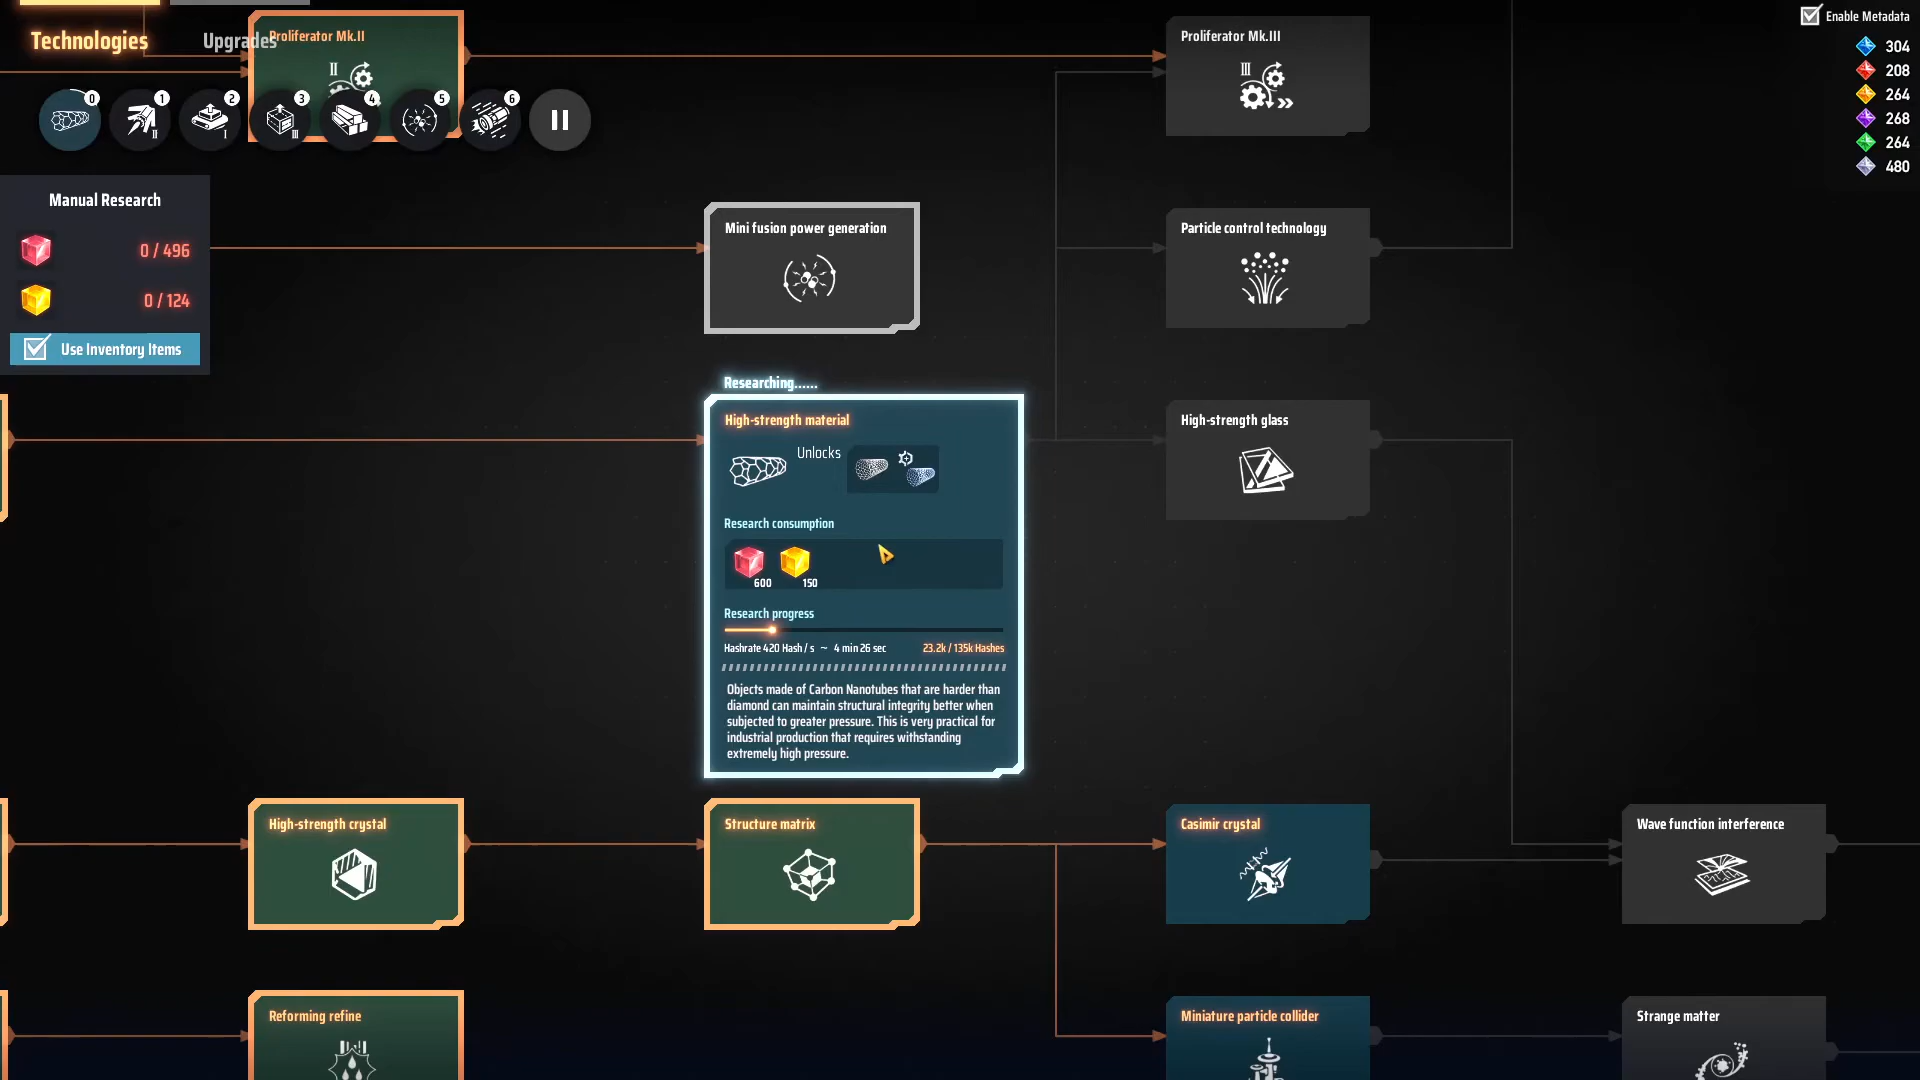 Technologies
Upgrades
Proliferator Mk.II
II
Proliferator Mk.III
III
Enable Metadata
304
208
264
268
264
480
0
1
2
3
4
5
6
II
I
III
Manual Research
0 / 496
0 / 124
Use Inventory Items
Mini fusion power generation
Particle control technology
Researching......
High-strength material
Unlocks
Research consumption
600
150
Research progress
Hashrate 420 Hash / s ~ 4 min 26 sec
23.2k / 135k Hashes
Objects made of Carbon Nanotubes that are harder than
diamond can maintain structural integrity better when
subjected to greater pressure. This is very practical for
industrial production that requires withstanding
extremely high pressure.
High-strength glass
High-strength crystal
Structure matrix
Casimir crystal
Wave function interference
Reforming refine
Miniature particle collider
Strange matter